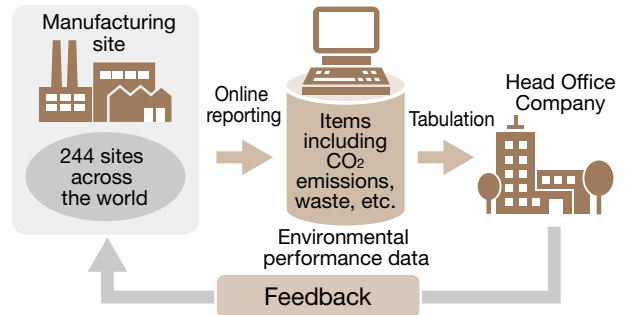 Manufacturing
site
244 sites
across
the world
Online
reporting
Items
including
CO₂
emissions,
waste, etc.
Environmental
performance data
Tabulation
Head Office
Company
Feedback